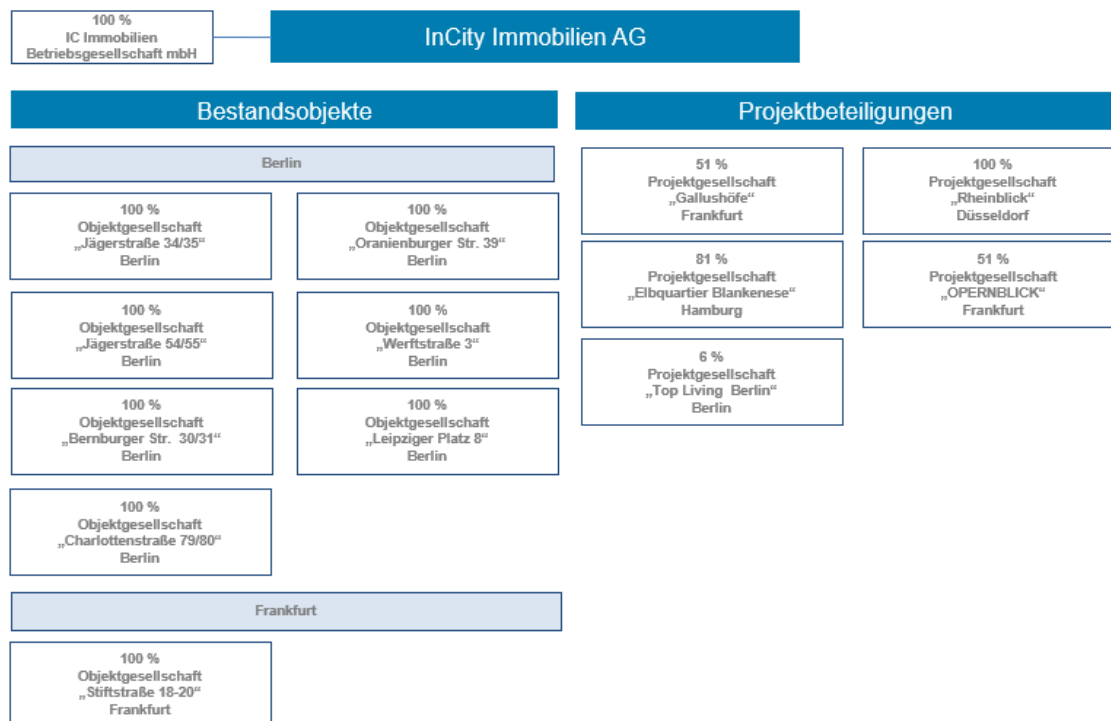 100 %
IC Immobilien
Betriebsgesellschaft mbH
InCity Immobilien AG
Bestandsobjekte
Berlin
100 %
Objektgesellschaft
„Jägerstraße 34/35“
Berlin
100 %
Objektgesellschaft
„Oranienburger Str. 39“
Berlin
100 %
Objektgesellschaft
„Jägerstraße 54/55“
Berlin
100 %
Objektgesellschaft
„Werftstraße 3“
Berlin
100 %
Objektgesellschaft
„Bernburger Str. 30/31“
Berlin
100 %
Objektgesellschaft
„Leipziger Platz 8“
Berlin
100 %
Objektgesellschaft
„Charlottenstraße 79/80“
Berlin
Frankfurt
100 %
Objektgesellschaft
„Stiftstraße 18-20“
Frankfurt
Projektbeteiligungen
51 %
Projektgesellschaft
„Gallushöfe“
Frankfurt
100 %
Projektgesellschaft
„Rheinblick“
Düsseldorf
81 %
Projektgesellschaft
„Elbquartier Blankenese“
Hamburg
51 %
Projektgesellschaft
„OPERNBLICK“
Frankfurt
6 %
Projektgesellschaft
„Top Living Berlin“
Berlin